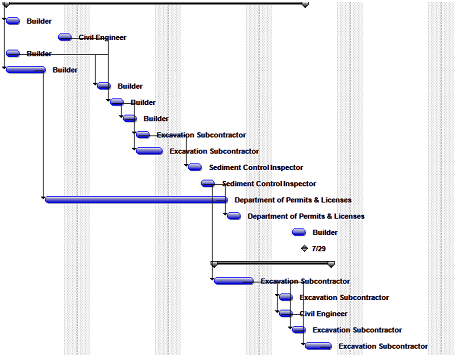 Builder
Civil Engineer
Builder
Builder
Builder
Builder
Builder
Excavation Subcontractor
Excavation Subcontractor
Sediment Control Inspector
Sediment Control Inspector
Department of Permits & Licenses
Department of Permits & Licenses
Builder
7/29
Excavation Subcontractor
Excavation Subcontractor
Civil Engineer
Excavation Subcontractor
Excavation Subcontractor